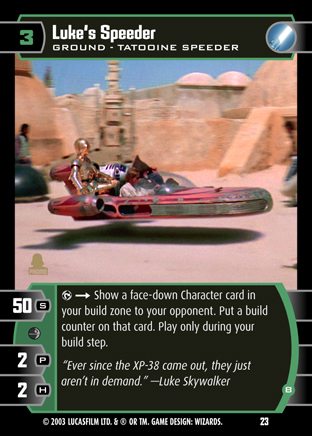 3
Luke's Speeder
GROUND - TATOOINE SPEEDER
50 S
→ Show a face-down Character card in
your build zone to your opponent. Put a build
counter on that card. Play only during your
build step.
2 P
"Ever since the XP-38 came out, they just
2 H
aren't in demand." —Luke Skywalker
© 2003 LUCASFILM LTD. & ® OR TM. GAME DESIGN: WIZARDS.
23